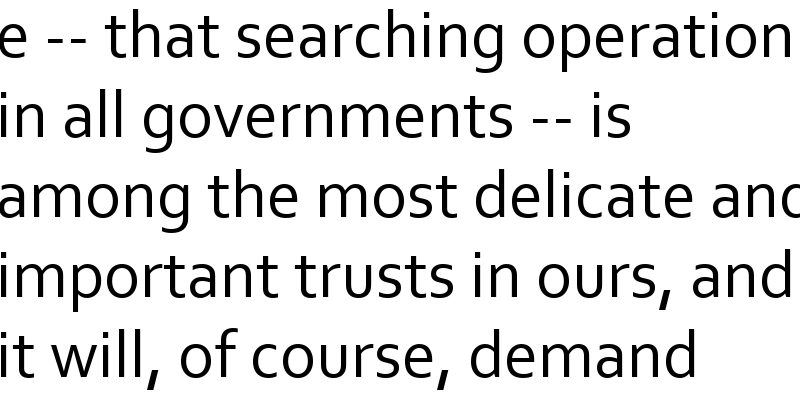 e -- that searching operation
in all governments -- is
among the most delicate and
important trusts in ours, and
it will, of course, demand